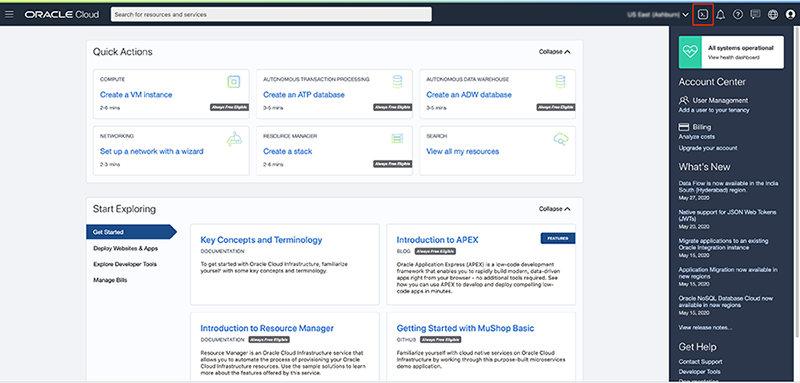 ORACLE Cloud
Search for resources and services
US East (Ashburn)
All systems operational
View health dashboard
Quick Actions
Collapse
COMPUTE
Create a VM instance
2-6 mins
Always Free Eligible
AUTONOMOUS TRANSACTION PROCESSING
Create an ATP database
3-5 mins
Always Free Eligible
AUTONOMOUS DATA WAREHOUSE
Create an ADW database
3-5 mins
Always Free Eligible
NETWORKING
Set up a network with a wizard
2-3 mins
RESOURCE MANAGER
Create a stack
2-6 mins
Always Free Eligible
SEARCH
View all my resources
Start Exploring
Collapse
Get Started
Deploy Websites & Apps
Explore Developer Tools
Manage Bills
Key Concepts and Terminology
DOCUMENTATION
To get started with Oracle Cloud Infrastructure, familiarize
yourself with some key concepts and terminology.
Introduction to APEX
FEATURED
BLOG Always Free Eligible
Oracle Application Express (APEX) is a low-code development
framework that enables you to rapidly build modern, data-driven
apps right from your browser - no additional tools required. See
how you can use APEX to develop and deploy compelling low-
code apps in minutes.
Introduction to Resource Manager
DOCUMENTATION Always Free Eligible
Resource Manager is an Oracle Cloud Infrastructure service that
allows you to automate the process of provisioning your Oracle
Cloud Infrastructure resources. Use the sample solutions to learn
more about the features offered by this service.
Getting Started with MuShop Basic
GITHUB Always Free Eligible
Familiarize yourself with cloud native services on Oracle Cloud
Infrastructure by working through this purpose-built microservices
demo application.
Account Center
User Management
Add a user to your tenancy
Billing
Analyze costs
Upgrade your account
What's New
Data Flow is now available in the India
South (Hyderabad) region.
May 27, 2020
Native support for JSON Web Tokens
(JWTs)
May 20, 2020
Migrate applications to an existing
Oracle Integration instance
May 15, 2020
Application Migration now available in
new regions
May 15, 2020
Oracle NoSQL Database Cloud now
available in new regions
May 15, 2020
View release notes...
Get Help
Contact Support
Developer Tools
Documentation